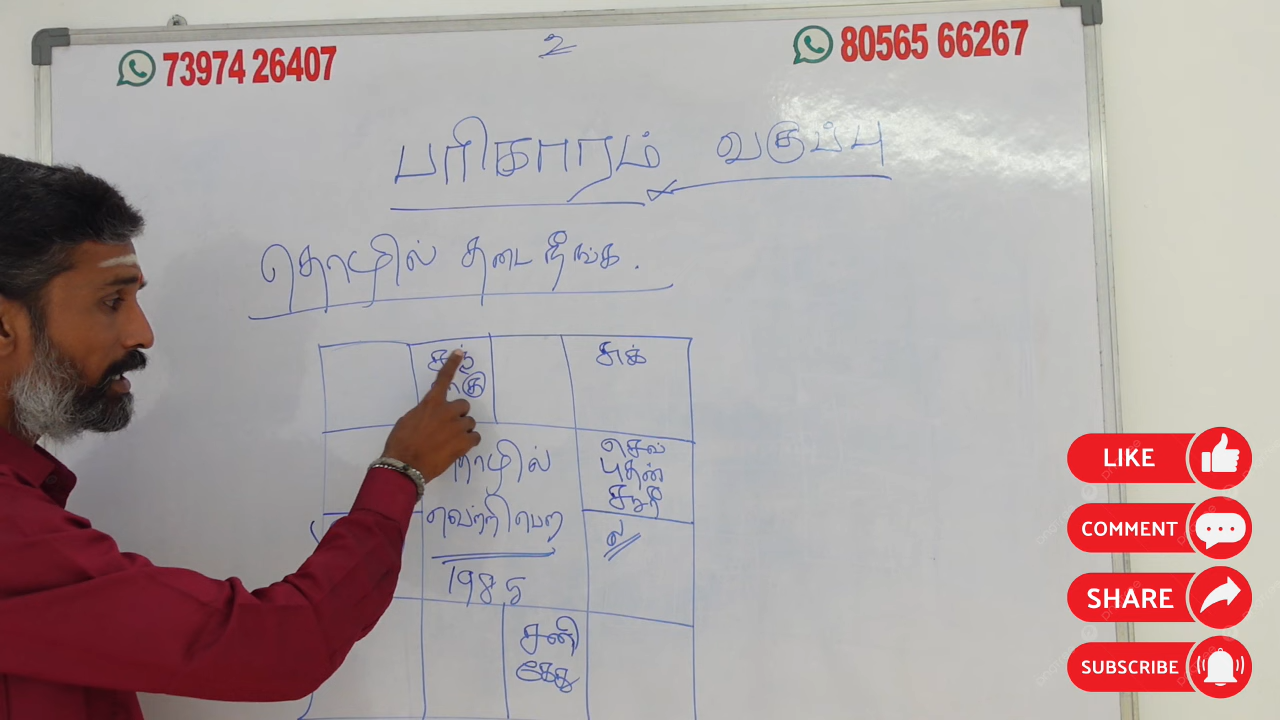 73974 26407
2
80565 66267
பரிகாரம் வகுப்பு
தொழில் தடை நீங்க.
சுக்
செவ்
புதன்
சூரி
வெற்றி பெற
ல
1985
சனி
கேது
LIKE
COMMENT
SHARE
SUBSCRIBE